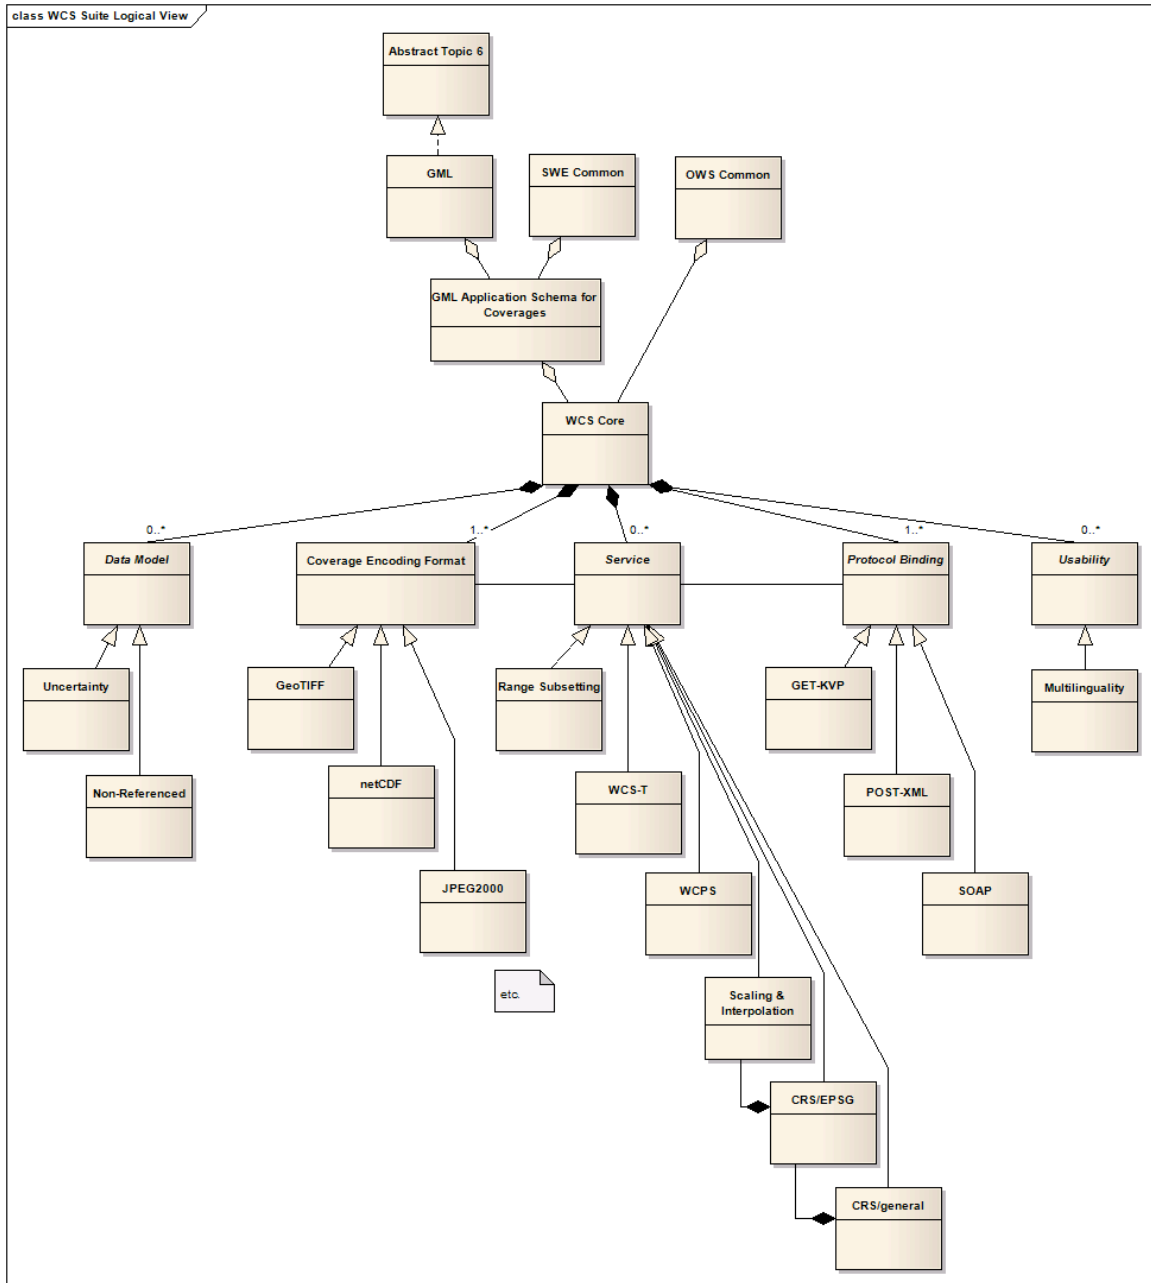 class WCS Suite Logical View
Abstract Topic 6
GML
SWE Common
OWS Common
GML Application Schema for
Coverages
WCS Core
0..*
1..*
0..*
1..*
0..*
Data Model
Coverage Encoding Format
Service
Protocol Binding
Usability
Uncertainty
GeoTIFF
Range Subsetting
GET-KVP
Multilinguality
Non-Referenced
netCDF
WCS-T
POST-XML
JPEG2000
WCPS
SOAP
etc.
Scaling &
Interpolation
CRS/EPSG
CRS/general